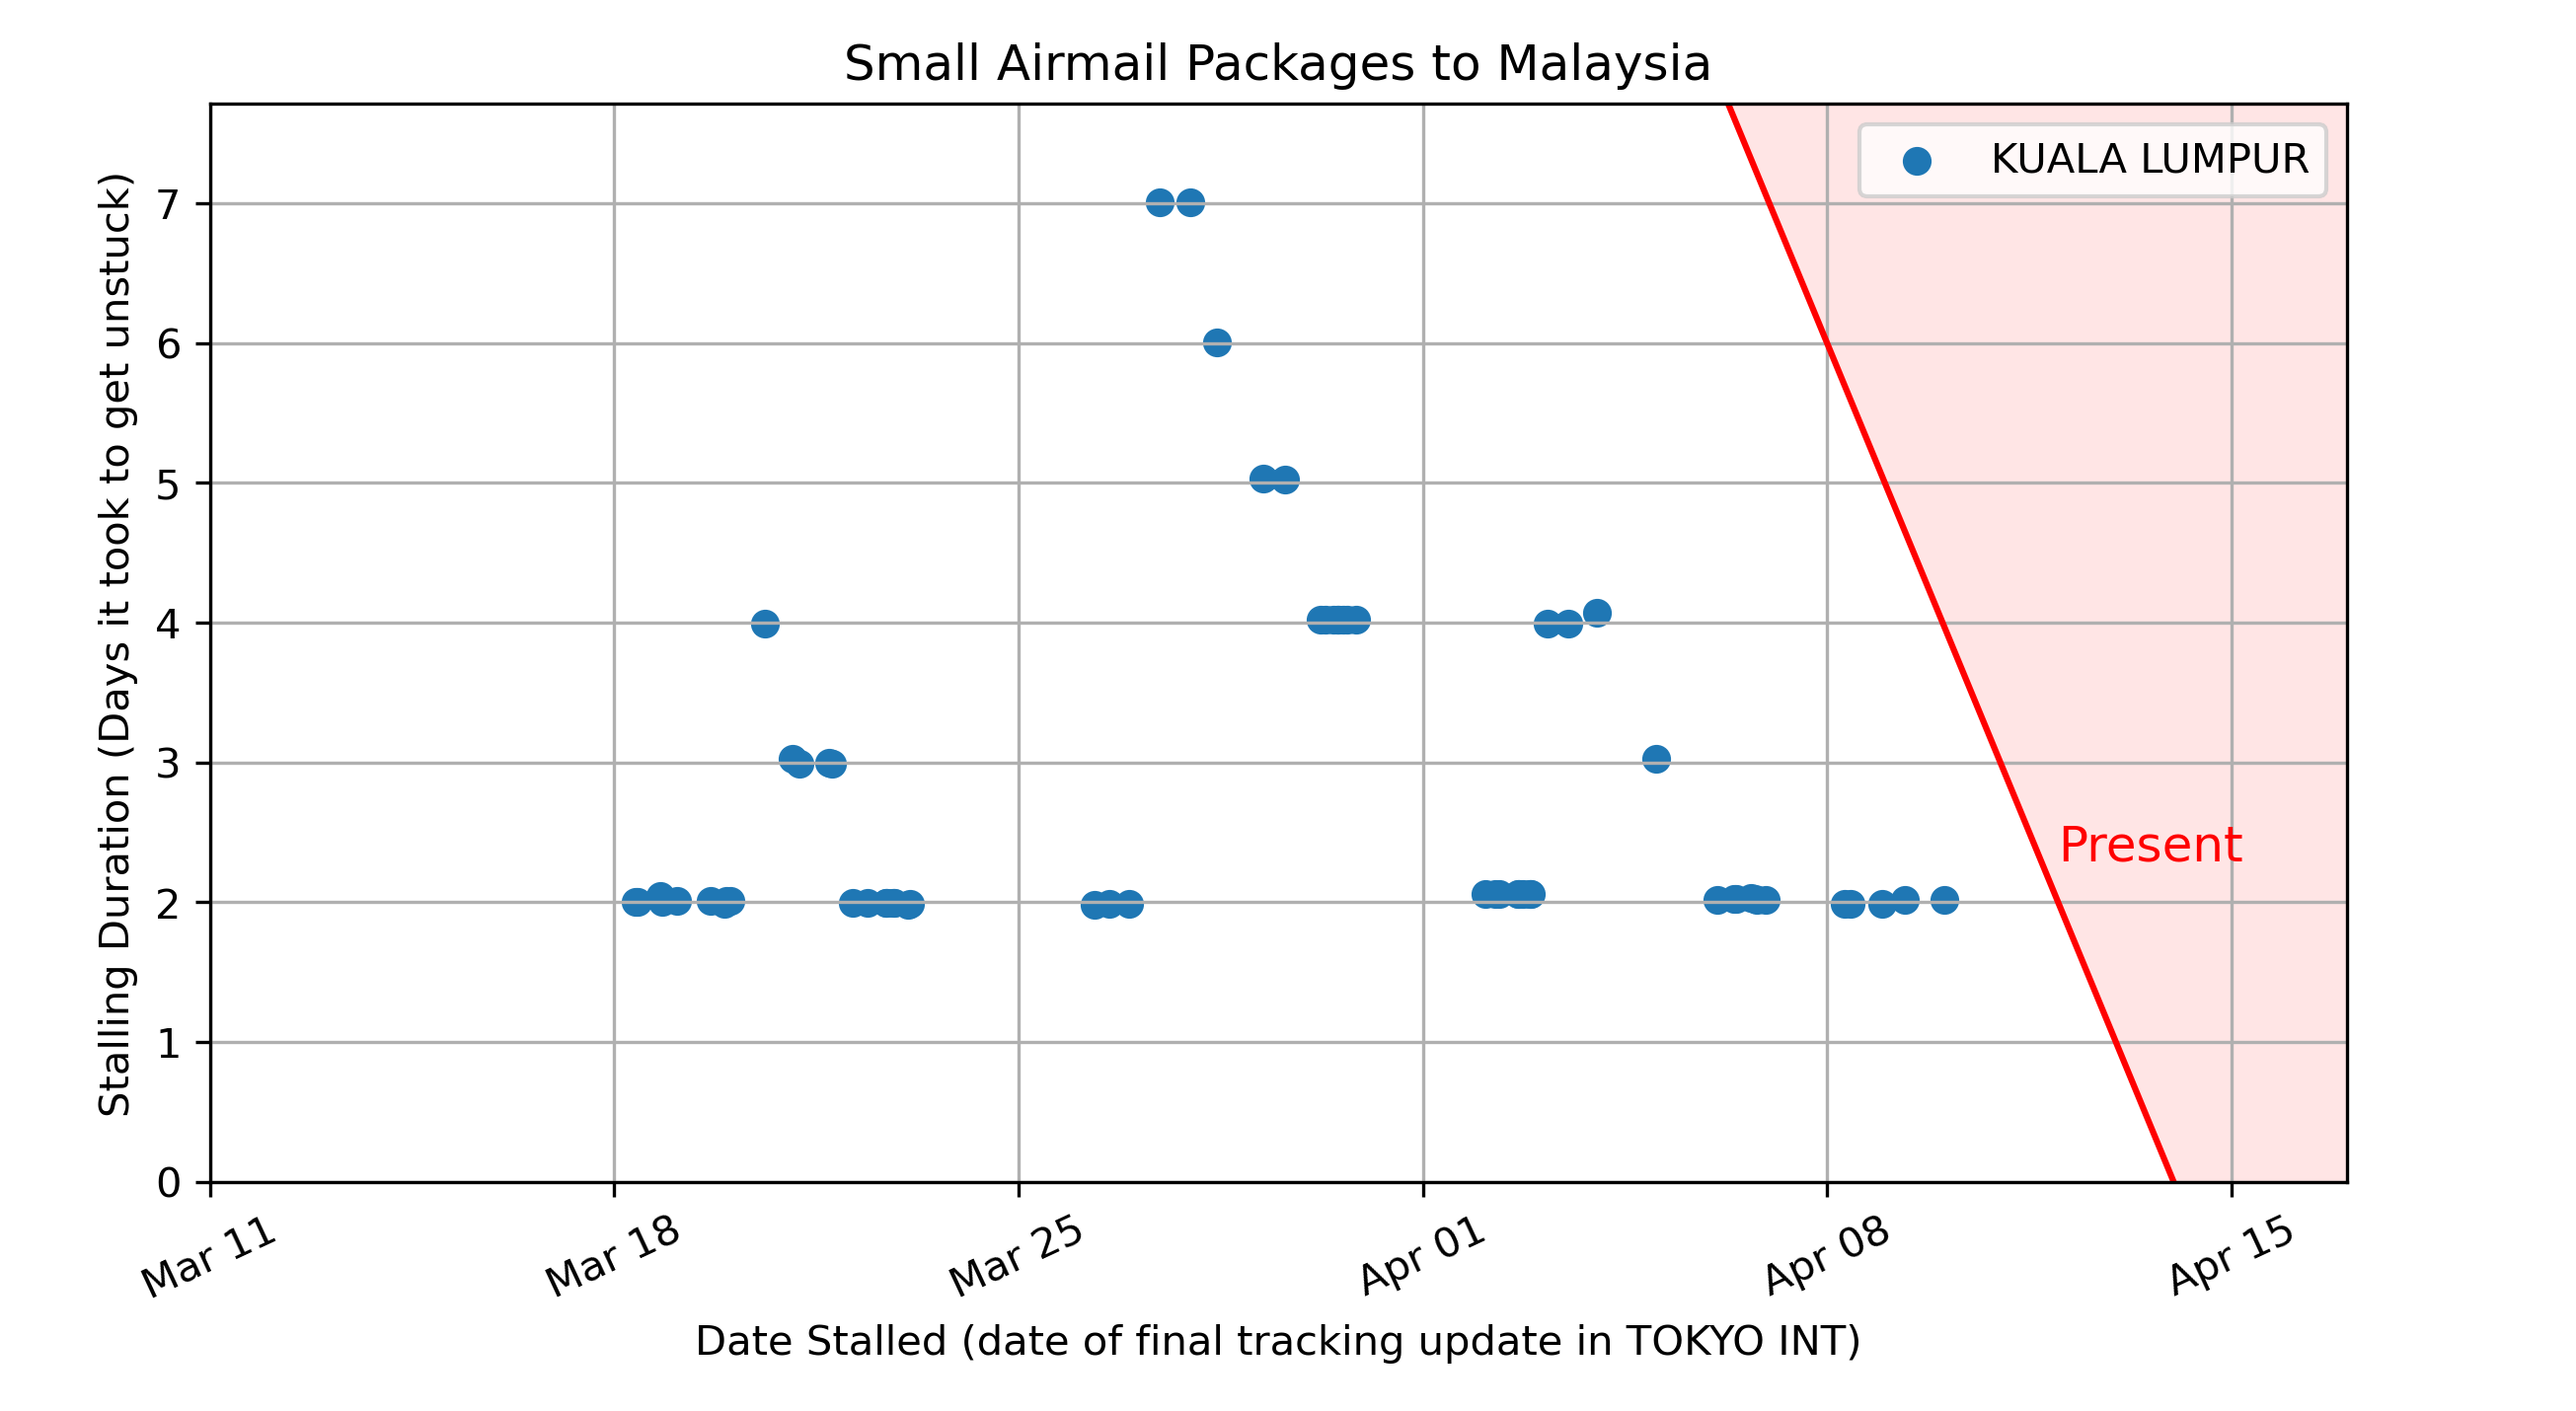 Small Airmail Packages to Malaysia
KUALA LUMPUR
Stalling Duration (Days it took to get unstuck)
7
6
5
4
3
2
1
0
Present
Mar 11
Mar 18
Mar 25
Apr 01
Apr 08
Apr 15
Date Stalled (date of final tracking update in TOKYO INT)